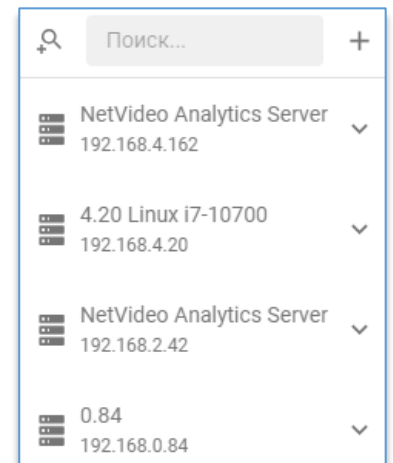 Поиск...
NetVideo Analytics Server
192.168.4.162
4.20 Linux i7-10700
192.168.4.20
NetVideo Analytics Server
192.168.2.42
0.84
192.168.0.84